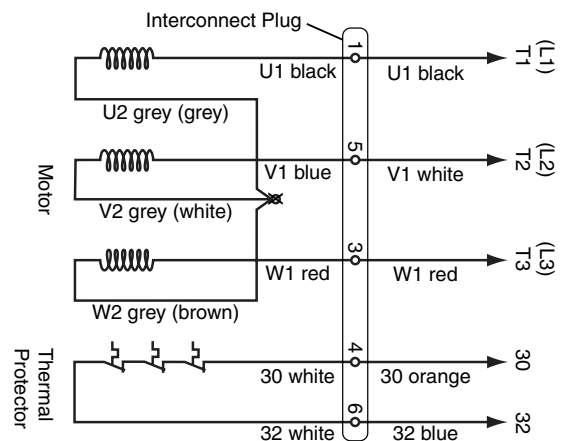 Interconnect Plug
1
U1 black
U1 black
T1
(L1)
U2 grey (grey)
5
V1 blue
V1 white
T2
(L2)
V2 grey (white)
Motor
3
W1 red
W1 red
T3
(L3)
W2 grey (brown)
Thermal
Protector
4
30 white
30 orange
30
6
32 white
32 blue
32